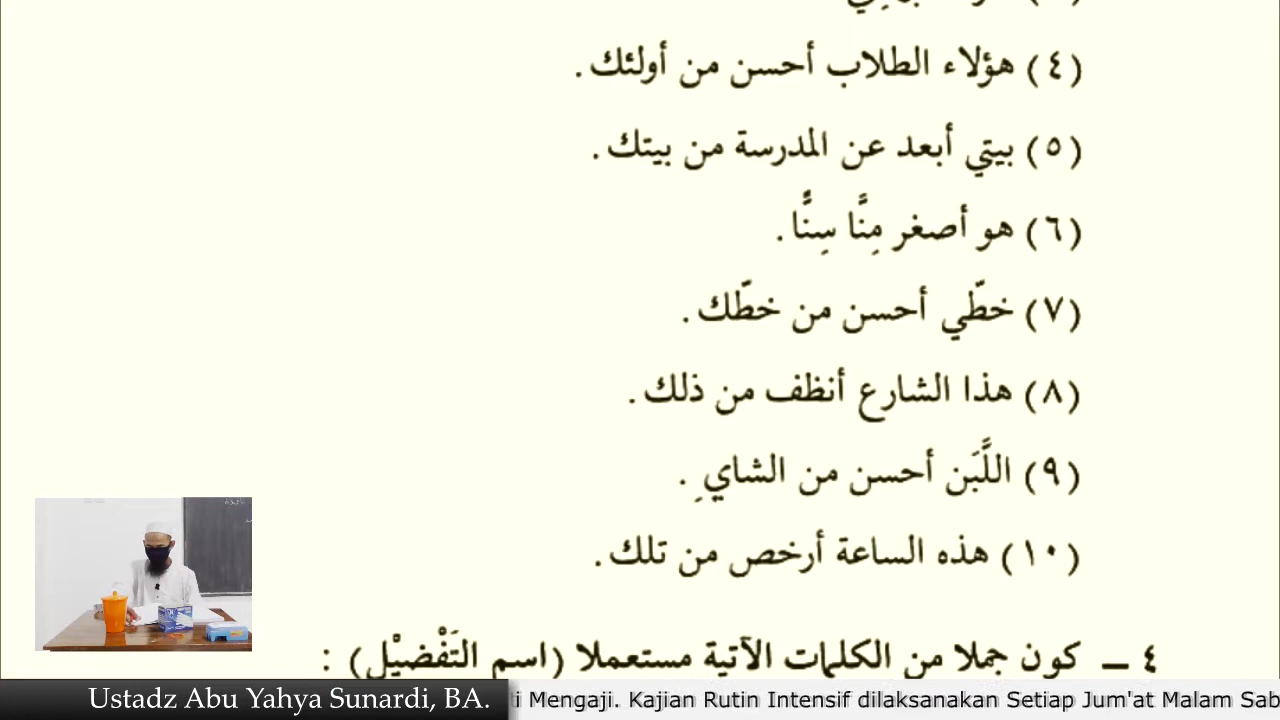 (٤) هؤلاء الطلاب أحسن من أولئك .
(٥) بيتي أبعد عن المدرسة من بيتك .
(٦) هو أصغر مِنَّا سِنًّا .
(٧) خطّي أحسن من خطّك .
(٨) هذا الشارع أنظف من ذلك .
(٩) اللَّبَن أحسن من الشايِ .
(١٠) هذه الساعة أرخص من تلك .
٤ – كون جملا من الكلمات الآتية مستعملا (اسم التَفْضيْل) :
Ustadz Abu Yahya Sunardi, BA.
ti Mengaji. Kajian Rutin Intensif dilaksanakan Setiap Jum'at Malam Sab